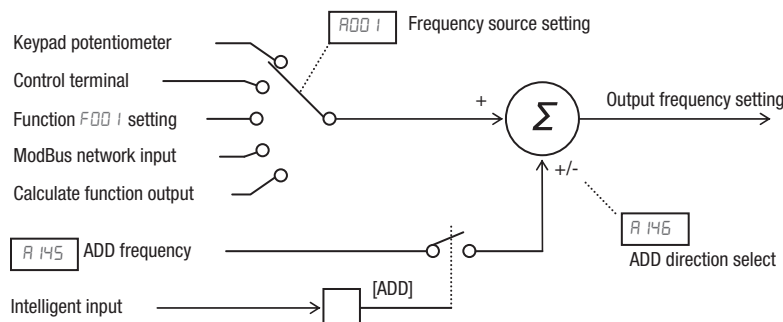 A001 Frequency source setting
Keypad potentiometer
Control terminal
Function F001 setting
ModBus network input
Calculate function output
+
Σ
Output frequency setting
+/-
A146
ADD direction select
A145 ADD frequency
[ADD]
Intelligent input